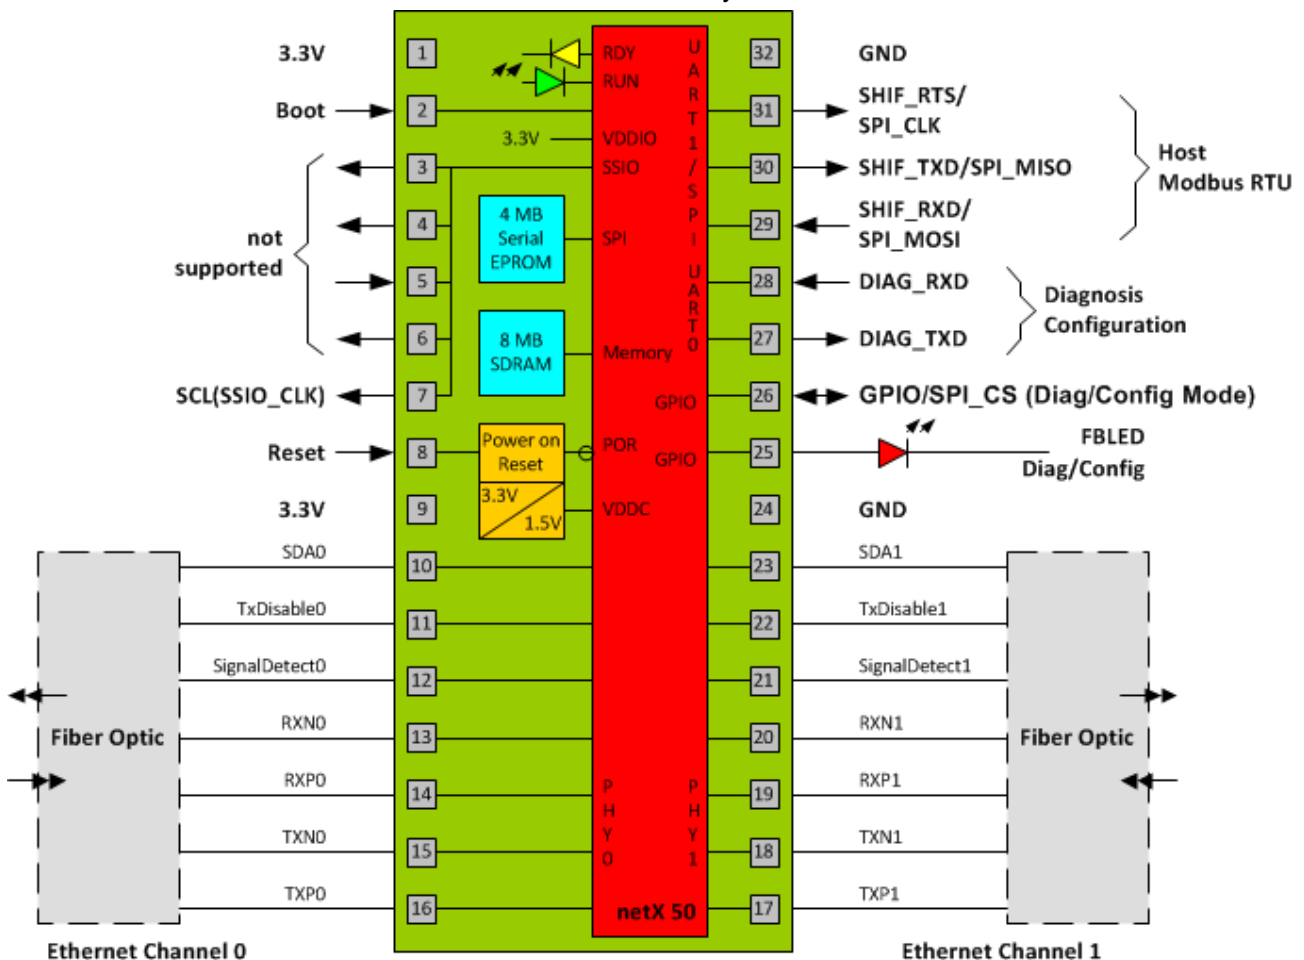 3.3V
1
RDY
UART1/SPI
32
GND
RUN
Boot
2
31
SHIF_RTS/
SPI_CLK
3.3V
VDDIO
3
SSIO
30
SHIF_TXD/SPI_MISO
Host
Modbus RTU
4 MB
Serial
EPROM
SPI
4
29
SHIF_RXD/
SPI_MOSI
not
supported
5
UART0
28
DIAG_RXD
Diagnosis
Configuration
6
8 MB
SDRAM
Memory
27
DIAG_TXD
SCL(SSIO_CLK)
7
GPIO
26
GPIO/SPI_CS (Diag/Config Mode)
Reset
8
Power on
Reset
POR
GPIO
25
FBLED
Diag/Config
3.3V
9
3.3V
1.5V
VDDC
24
GND
SDA0
10
23
SDA1
TxDisable0
11
22
TxDisable1
SignalDetect0
12
21
SignalDetect1
Fiber Optic
RXN0
13
20
RXN1
Fiber Optic
RXP0
14
PHY0
PHY1
19
RXP1
TXN0
15
18
TXN1
TXP0
16
netX 50
17
TXP1
Ethernet Channel 0
Ethernet Channel 1